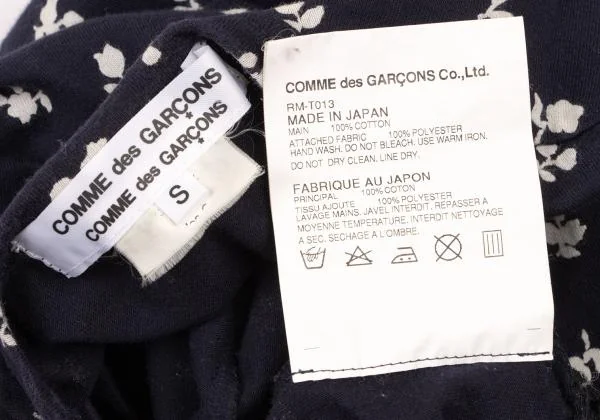 COMME des GARÇONS
COMME des GARÇONS
S
COMME des GARÇONS Co.,Ltd.
RM-T013
MADE IN JAPAN
MAIN 100% COTTON
ATTACHED FABRIC 100% POLYESTER
HAND WASH. DO NOT BLEACH. USE WARM IRON.
DO NOT DRY CLEAN. LINE DRY.
FABRIQUE AU JAPON
PRINCIPAL 100% COTON
TISSU AJOUTE 100% POLYESTER
LAVAGE MAINS. JAVEL INTERDIT. REPASSER A
MOYENNE TEMPERATURE. INTERDIT NETTOYAGE
A SEC. SECHAGE A L'OMBRE.